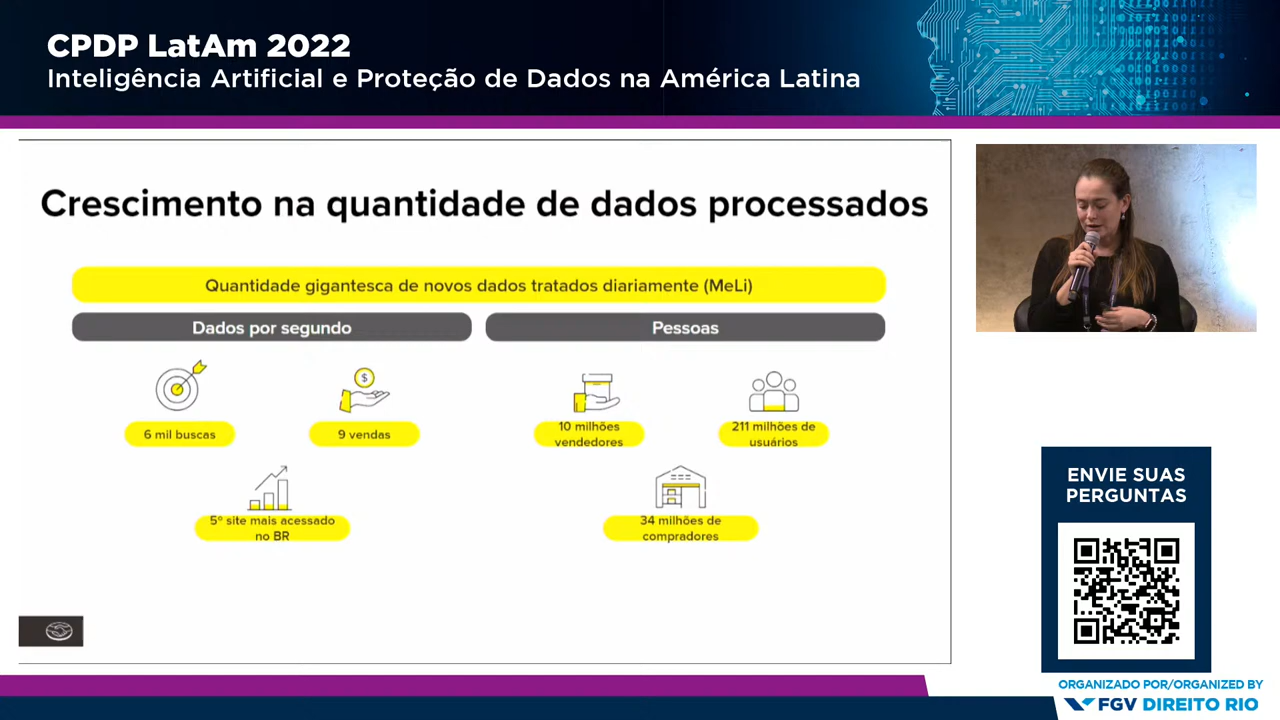 CPDP LatAm 2022
Inteligência Artificial e Proteção de Dados na América Latina
Crescimento na quantidade de dados processados
Quantidade gigantesca de novos dados tratados diariamente (MeLi)
Dados por segundo
Pessoas
$
6 mil buscas
9 vendas
10 milhões
vendedores
211 milhões de
usuários
5º site mais acessado
no BR
34 milhões de
compradores
ENVIE SUAS
PERGUNTAS
ORGANIZADO POR/ORGANIZED BY
FGV DIREITO RIO